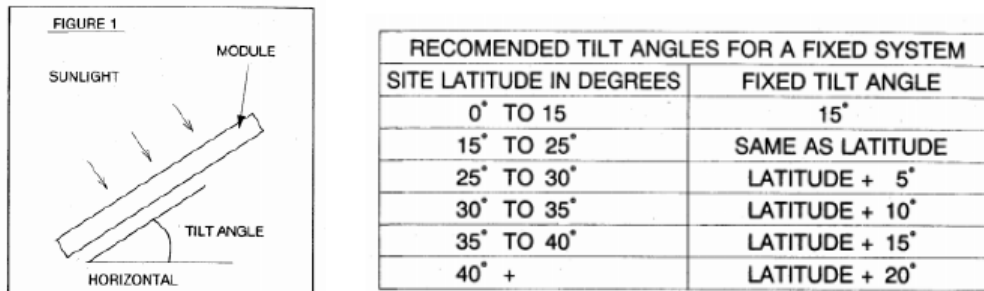 FIGURE 1
MODULE
SUNLIGHT
TILT ANGLE
HORIZONTAL
RECOMENDED TILT ANGLES FOR A FIXED SYSTEM
SITE LATITUDE IN DEGREES FIXED TILT ANGLE
0° TO 15 15°
15° TO 25° SAME AS LATITUDE
25° TO 30° LATITUDE + 5°
30° TO 35° LATITUDE + 10°
35° TO 40° LATITUDE + 15°
40° + LATITUDE + 20°